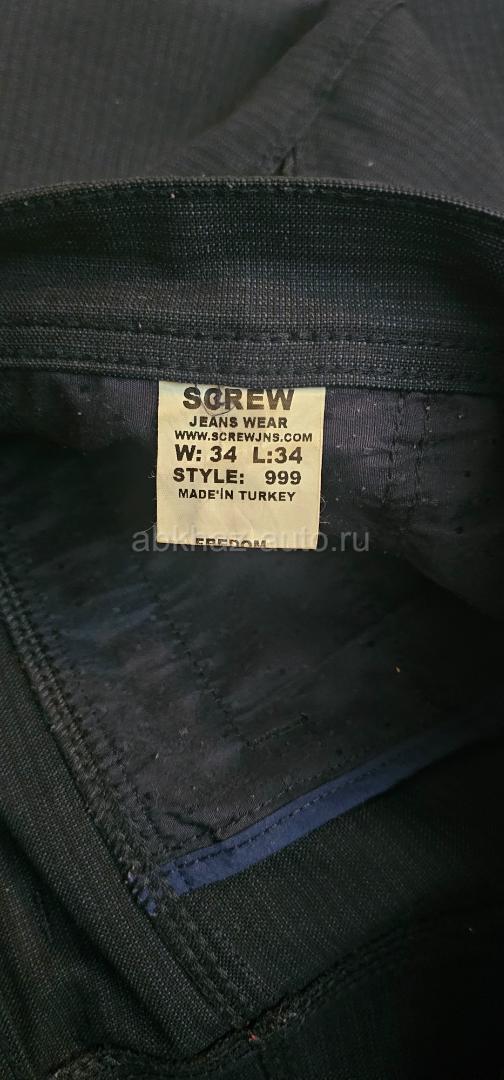 SCREW
JEANS WEAR
WWW.SCREWJNS.COM
W: 34 L:34
STYLE: 999
MADE'IN TURKEY
abkhaz-auto.ru
FREDOM